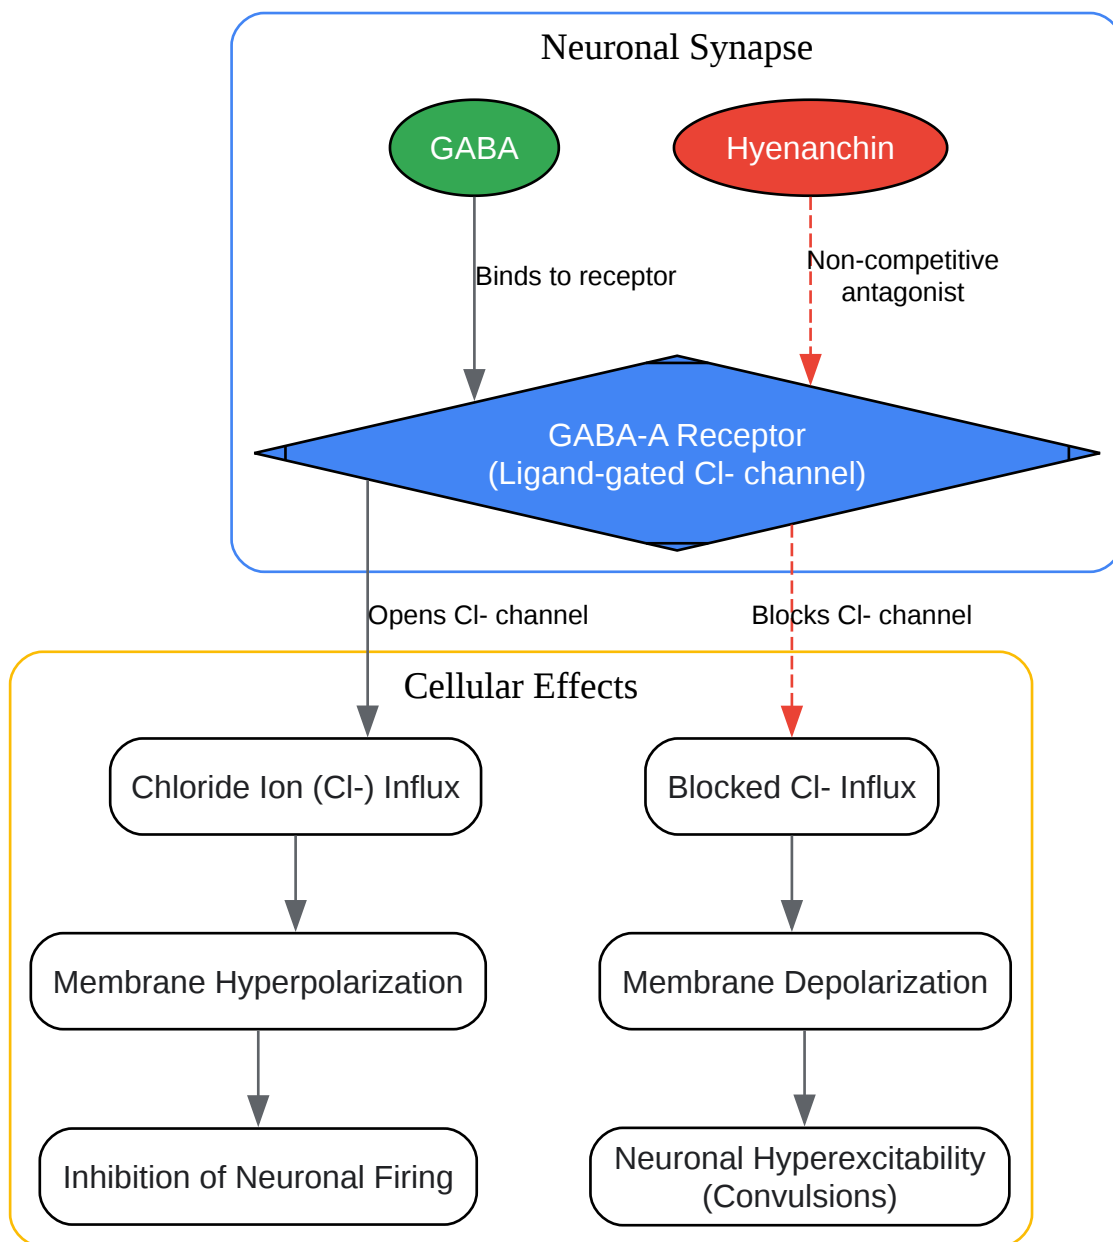 Neuronal Synapse
GABA
Hyenanchin
Binds to receptor
Non-competitive
antagonist
GABA-A Receptor
(Ligand-gated Cl- channel)
Opens Cl- channel
Blocks Cl- channel
Cellular Effects
Chloride Ion (Cl-) Influx
Blocked Cl- Influx
Membrane Hyperpolarization
Membrane Depolarization
Inhibition of Neuronal Firing
Neuronal Hyperexcitability
(Convulsions)